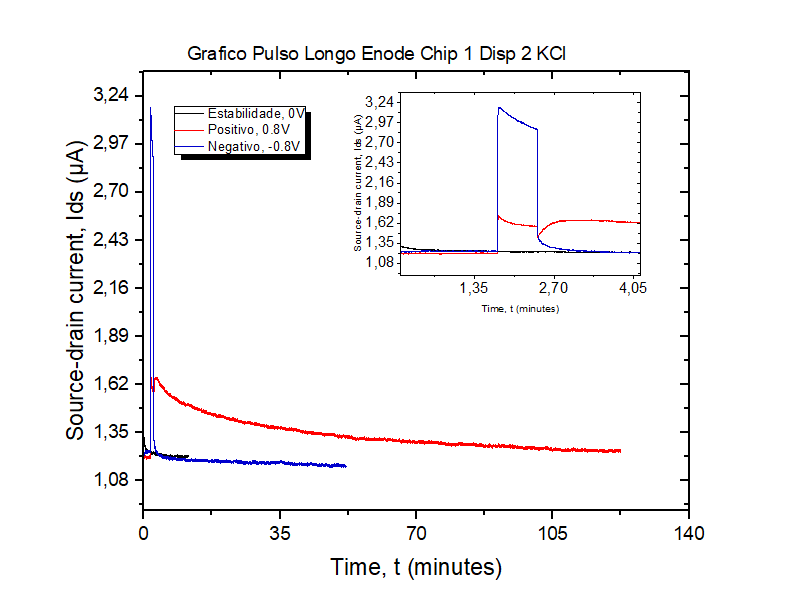 Grafico Pulso Longo Enode Chip 1 Disp 2 KCl
Source-drain current, Ids (µA)
3,24
2,97
2,70
2,43
2,16
1,89
1,62
1,35
1,08
Estabilidade, 0V
Positivo, 0.8V
Negativo, -0.8V
Source-drain current, Ids (µA)
3,24
2,97
2,70
2,43
2,16
1,89
1,62
1,35
1,08
1,35 2,70 4,05
Time, t (minutes)
0 35 70 105 140
Time, t (minutes)